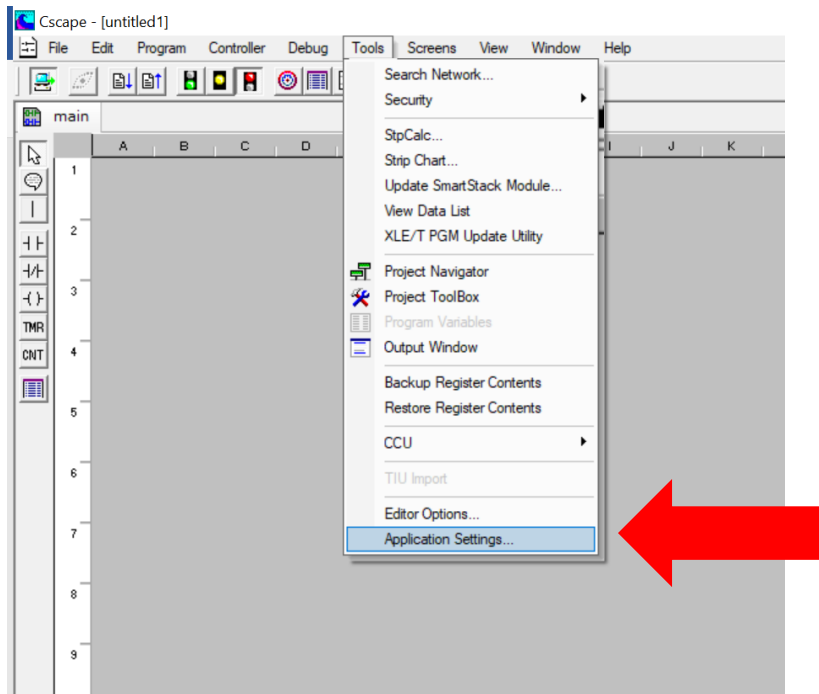 Cscape - [untitled1]
File Edit Program Controller Debug Tools Screens View Window Help
main
A B C D I J K
Search Network...
Security
StpCalc...
Strip Chart...
Update SmartStack Module...
View Data List
XLE/T PGM Update Utility
Project Navigator
Project ToolBox
Program Variables
Output Window
Backup Register Contents
Restore Register Contents
CCU
TIU Import
Editor Options...
Application Settings...
TMR
CNT
1
2
3
4
5
6
7
8
9